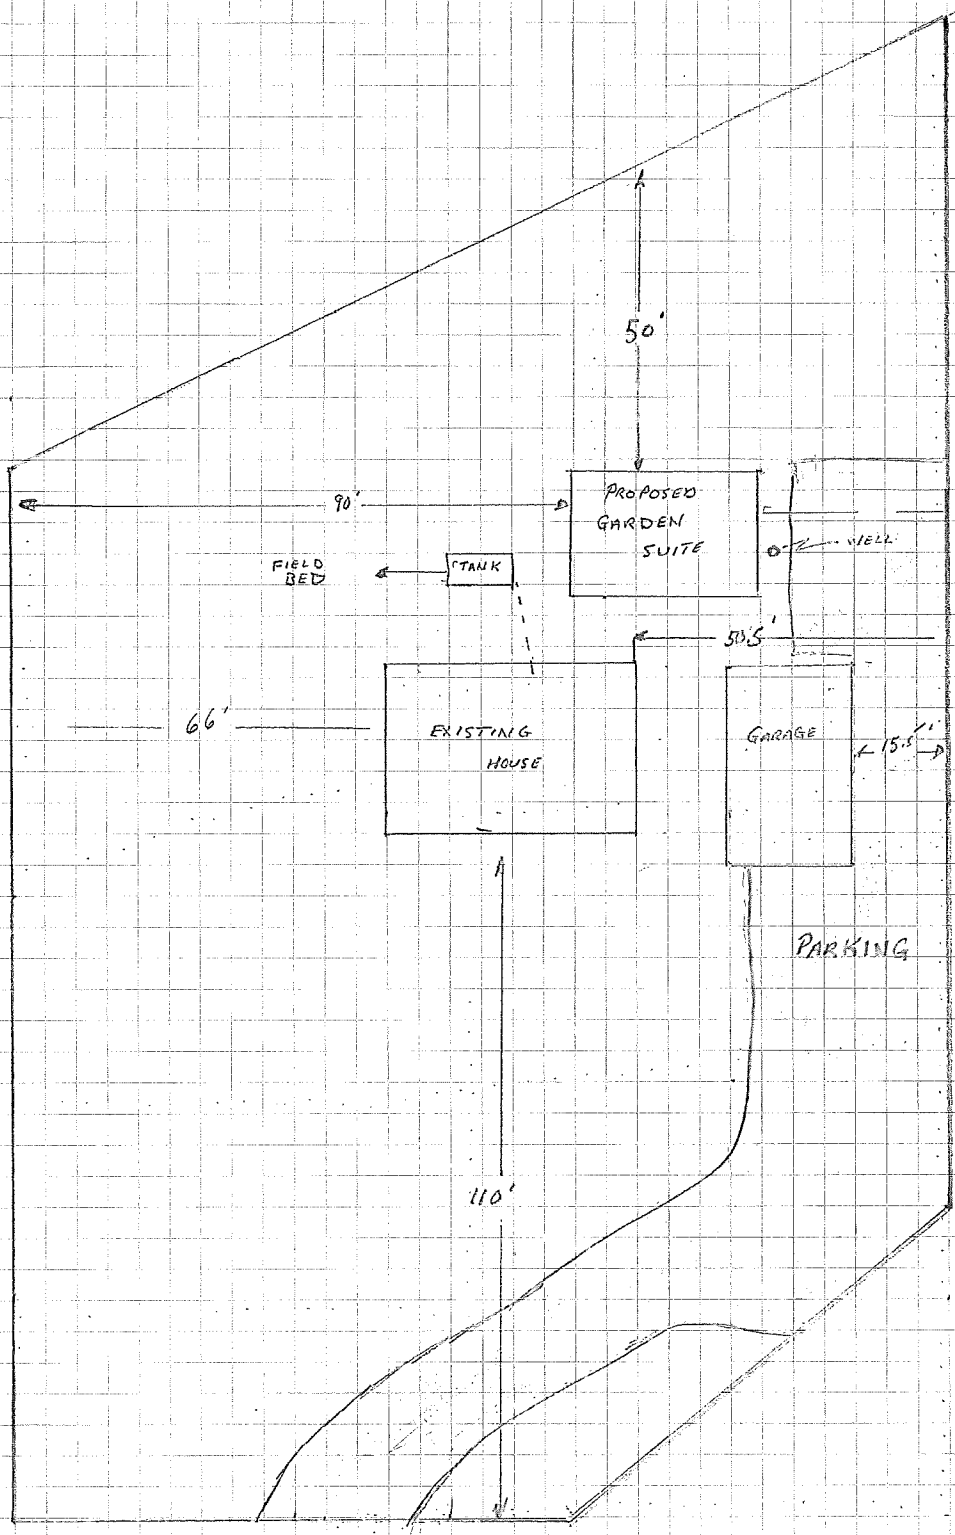 50'
90'
PROPOSED
GARDEN
SUITE
WELL
FIELD
BED
TANK
50.5'
66'
EXISTING
HOUSE
GARAGE
15.5'
PARKING
110'